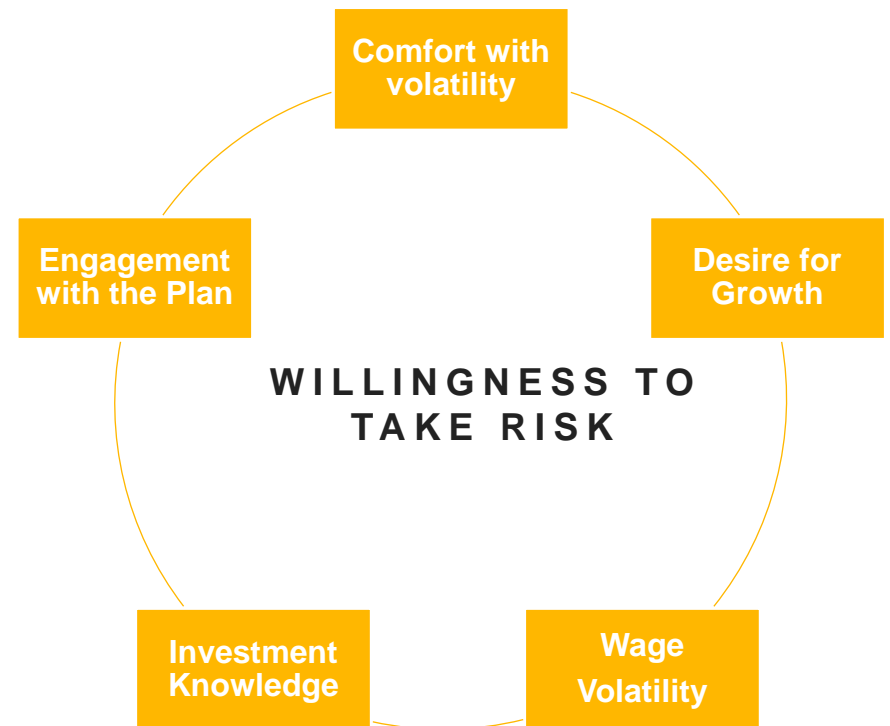 Comfort with
volatility
Engagement
with the Plan
Desire for
Growth
WILLINGNESS TO
TAKE RISK
Investment
Knowledge
Wage
Volatility